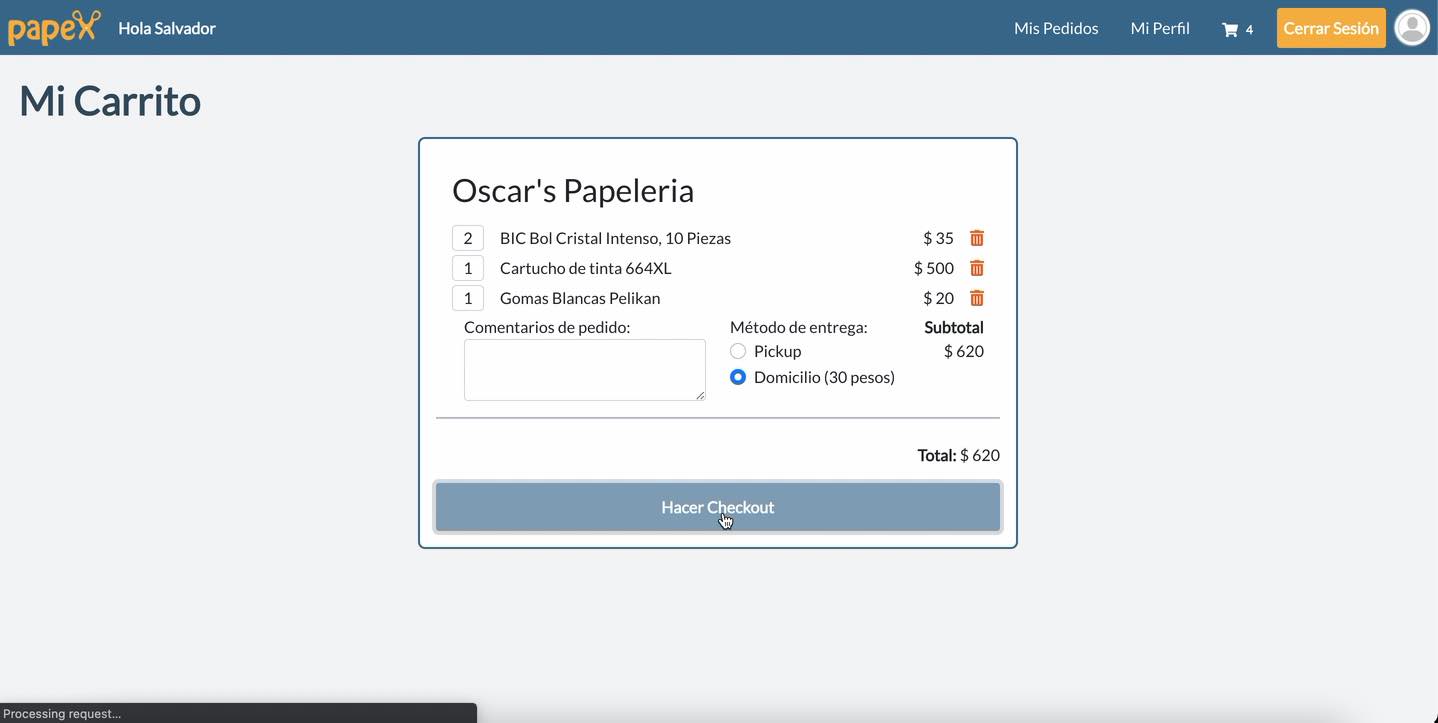 papex Hola Salvador Mis Pedidos Mi Perfil 4 Cerrar Sesión
Mi Carrito
Oscar's Papeleria
2 BIC Bol Cristal Intenso, 10 Piezas $ 35
1 Cartucho de tinta 664XL $ 500
1 Gomas Blancas Pelikan $ 20
Comentarios de pedido: Método de entrega: Subtotal
Pickup $ 620
Domicilio (30 pesos)
Total: $ 620
Hacer Checkout
Processing request...